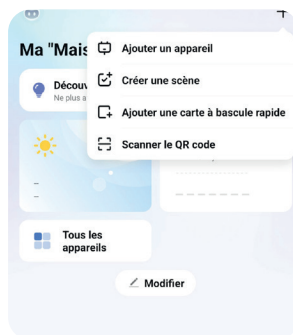 Ma "Mais
Ajouter un appareil
Découv
Créer une scène
Ne plus a
Ajouter une carte à bascule rapide
Scanner le QR code
Tous les
appareils
Modifier